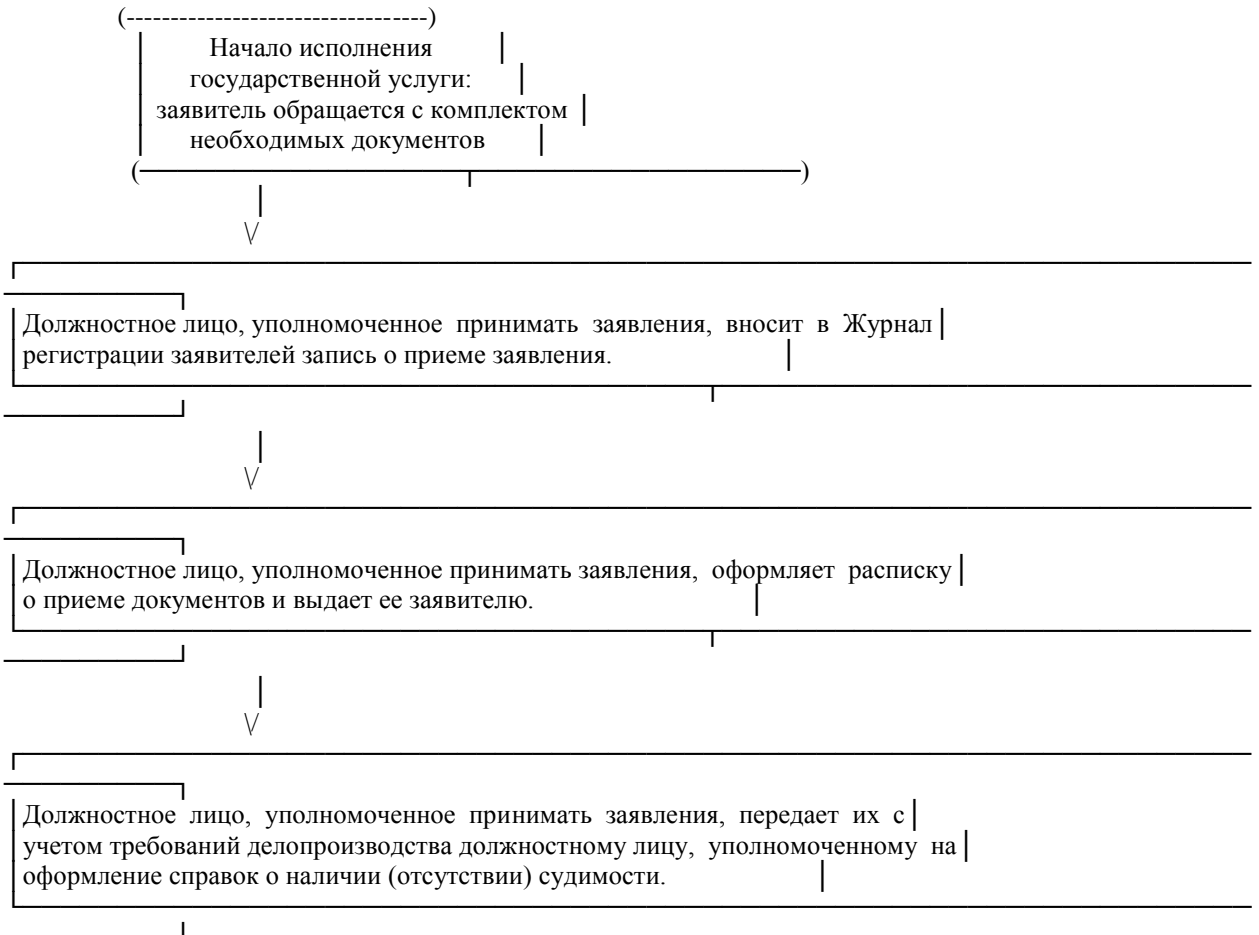 Начало исполнения
государственной услуги:
заявитель обращается с комплектом
необходимых документов
Должностное лицо, уполномоченное принимать заявления, вносит в Журнал
регистрации заявителей запись о приеме заявления.
Должностное лицо, уполномоченное принимать заявления, оформляет расписку
о приеме документов и выдает ее заявителю.
Должностное лицо, уполномоченное принимать заявления, передает их с
учетом требований делопроизводства должностному лицу, уполномоченному на
оформление справок о наличии (отсутствии) судимости.